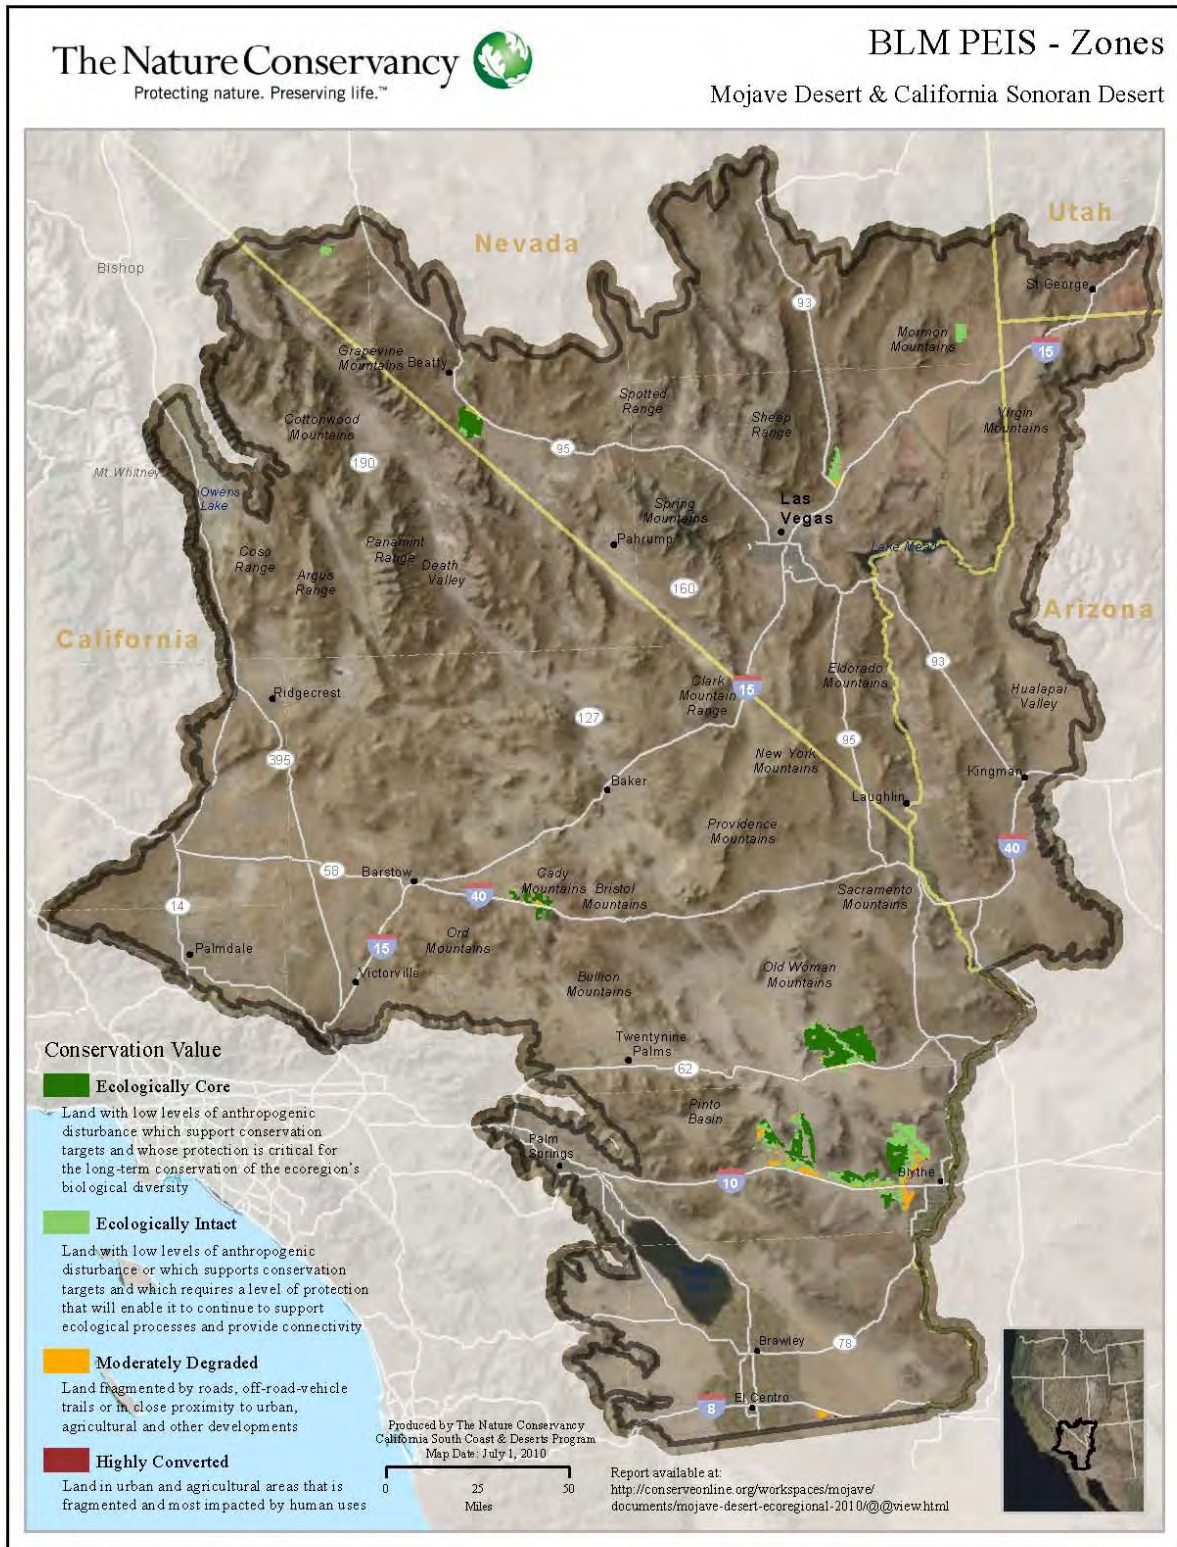 The Nature Conservancy
Protecting nature. Preserving life.™
BLM PEIS - Zones
Mojave Desert & California Sonoran Desert
Utah
Nevada
Bishop
St George
93
Mormon
Mountains
15
Grapevine
Mountains
Beatty
Spotted
Range
Sheep
Range
Virgin
Mountains
Cottonwood
Mountains
190
95
Mt. Whitney
Owens
Lake
Spring
Mountains
Las
Vegas
Pahrump
Lake Mead
Coso
Range
Argus
Range
Panamint
Range
Death
Valley
160
Arizona
California
93
Eldorado
Mountains
Hualapai
Valley
Clark
Mountain
Range
15
Ridgecrest
127
95
New York
Mountains
395
Kingman
Baker
Laughlin
Providence
Mountains
40
58
Barstow
Cady
Mountains
Bristol
Mountains
40
Sacramento
Mountains
14
Ord
Mountains
15
Palmdale
Victorville
Bullion
Mountains
Old Woman
Mountains
Twentynine
Palms
62
Pinto
Basin
Palm
Springs
10
Blythe
Brawley
78
El Centro
8
Conservation Value
Ecologically Core
Land with low levels of anthropogenic
disturbance which support conservation
targets and whose protection is critical for
the long-term conservation of the ecoregion's
biological diversity
Ecologically Intact
Land with low levels of anthropogenic
disturbance or which supports conservation
targets and which requires a level of protection
that will enable it to continue to support
ecological processes and provide connectivity
Moderately Degraded
Land fragmented by roads, off-road-vehicle
trails or in close proximity to urban,
agricultural and other developments
Highly Converted
Land in urban and agricultural areas that is
fragmented and most impacted by human uses
Produced by The Nature Conservancy
California South Coast & Deserts Program
Map Date: July 1, 2010
0 25 50
Miles
Report available at:
http://conserveonline.org/workspaces/mojave/
documents/mojave-desert-ecoregional-2010/@@view.html